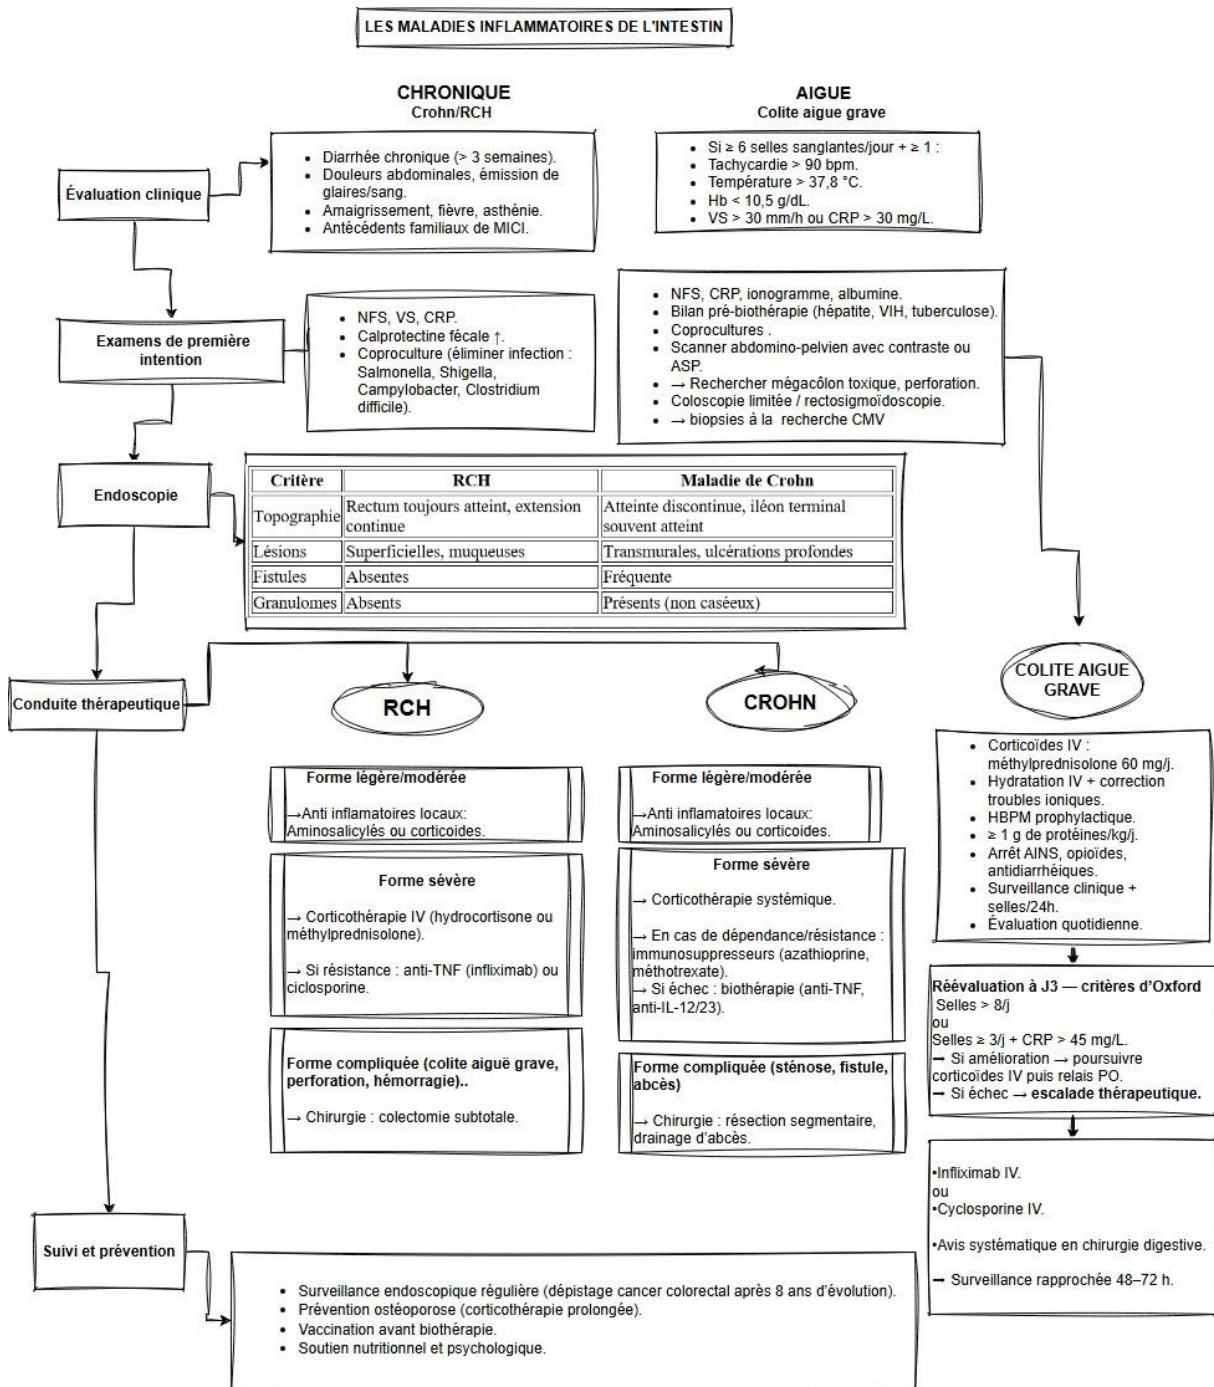 LES MALADIES INFLAMMATOIRES DE L'INTESTIN
CHRONIQUE
Crohn/RCH
AIGUE
Colite aigue grave
Évaluation clinique
• Diarrhée chronique (> 3 semaines).
• Douleurs abdominales, émission de
glaires/sang.
• Amaigrissement, fièvre, asthénie.
• Antécédents familiaux de MICI.
• Si ≥ 6 selles sanglantes/jour + ≥ 1 :
• Tachycardie > 90 bpm.
• Température > 37,8 °C.
• Hb < 10,5 g/dL.
• VS > 30 mm/h ou CRP > 30 mg/L.
Examens de première
intention
• NFS, VS, CRP.
• Calprotectine fécale ↑.
• Coproculture (éliminer infection :
Salmonella, Shigella,
Campylobacter, Clostridium
difficile).
• NFS, CRP, ionogramme, albumine.
• Bilan pré-biothérapie (hépatite, VIH, tuberculose).
• Coprocultures .
• Scanner abdomino-pelvien avec contraste ou
ASP.
• → Rechercher mégacôlon toxique, perforation.
• Coloscopie limitée / rectosigmoïdoscopie.
• → biopsies à la recherche CMV
Endoscopie
Critère RCH Maladie de Crohn
Topographie Rectum toujours atteint, extension continue Atteinte discontinue, iléon terminal souvent atteint
Lésions Superficielles, muqueuses Transmurales, ulcérations profondes
Fistules Absentes Fréquente
Granulomes Absents Présents (non caséeux)
Conduite thérapeutique
RCH
CROHN
COLITE AIGUE
GRAVE
Forme légère/modérée
→Anti inflamatoires locaux:
Aminosalicylés ou corticoides.
Forme sévère
→ Corticothérapie IV (hydrocortisone ou
méthylprednisolone).
→ Si résistance : anti-TNF (infliximab) ou
ciclosporine.
Forme compliquée (colite aiguë grave,
perforation, hémorragie)..
→ Chirurgie : colectomie subtotale.
Forme légère/modérée
→Anti inflamatoires locaux:
Aminosalicylés ou corticoides.
Forme sévère
→ Corticothérapie systémique.
→ En cas de dépendance/résistance :
immunosuppresseurs (azathioprine,
méthotrexate).
→ Si échec : biothérapie (anti-TNF,
anti-IL-12/23).
Forme compliquée (sténose, fistule,
abcès)
→ Chirurgie : résection segmentaire,
drainage d'abcès.
• Corticoïdes IV :
méthylprednisolone 60 mg/j.
• Hydratation IV + correction
troubles ioniques.
• HBPM prophylactique.
• ≥ 1 g de protéines/kg/j.
• Arrêt AINS, opioïdes,
antidiarrhéiques.
• Surveillance clinique +
selles/24h.
• Évaluation quotidienne.
Réévaluation à J3 — critères d'Oxford
Selles > 8/j
ou
Selles ≥ 3/j + CRP > 45 mg/L.
→ Si amélioration → poursuivre
corticoïdes IV puis relais PO.
→ Si échec → escalade thérapeutique.
•Infliximab IV.
ou
•Cyclosporine IV.
•Avis systématique en chirurgie digestive.
→ Surveillance rapprochée 48–72 h.
Suivi et prévention
• Surveillance endoscopique régulière (dépistage cancer colorectal après 8 ans d'évolution).
• Prévention ostéoporose (corticothérapie prolongée).
• Vaccination avant biothérapie.
• Soutien nutritionnel et psychologique.